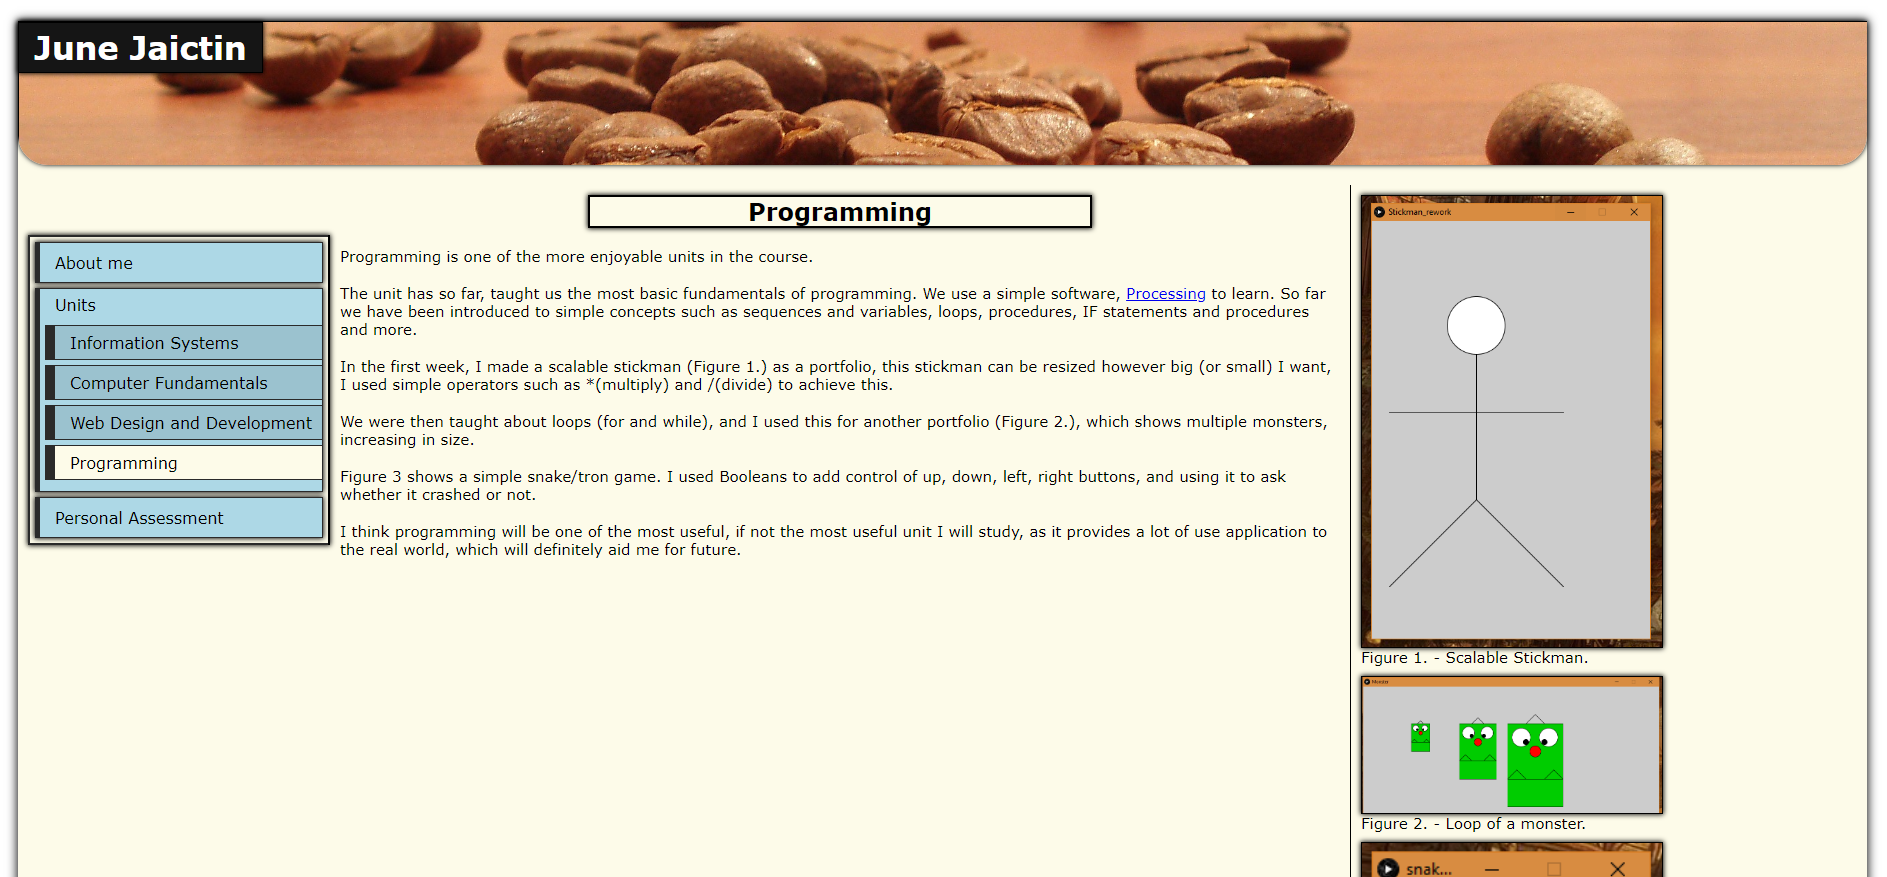 June Jaictin
Programming
About me
Units
Information Systems
Computer Fundamentals
Web Design and Development
Programming
Personal Assessment
Programming is one of the more enjoyable units in the course.
The unit has so far, taught us the most basic fundamentals of programming. We use a simple software, Processing to learn. So far
we have been introduced to simple concepts such as sequences and variables, loops, procedures, IF statements and procedures
and more.
In the first week, I made a scalable stickman (Figure 1.) as a portfolio, this stickman can be resized however big (or small) I want,
I used simple operators such as *(multiply) and /(divide) to achieve this.
We were then taught about loops (for and while), and I used this for another portfolio (Figure 2.), which shows multiple monsters,
increasing in size.
Figure 3 shows a simple snake/tron game. I used Booleans to add control of up, down, left, right buttons, and using it to ask
whether it crashed or not.
I think programming will be one of the most useful, if not the most useful unit I will study, as it provides a lot of use application to
the real world, which will definitely aid me for future.
Stickman_rework
Figure 1. - Scalable Stickman.
Figure 2. - Loop of a monster.
snak...